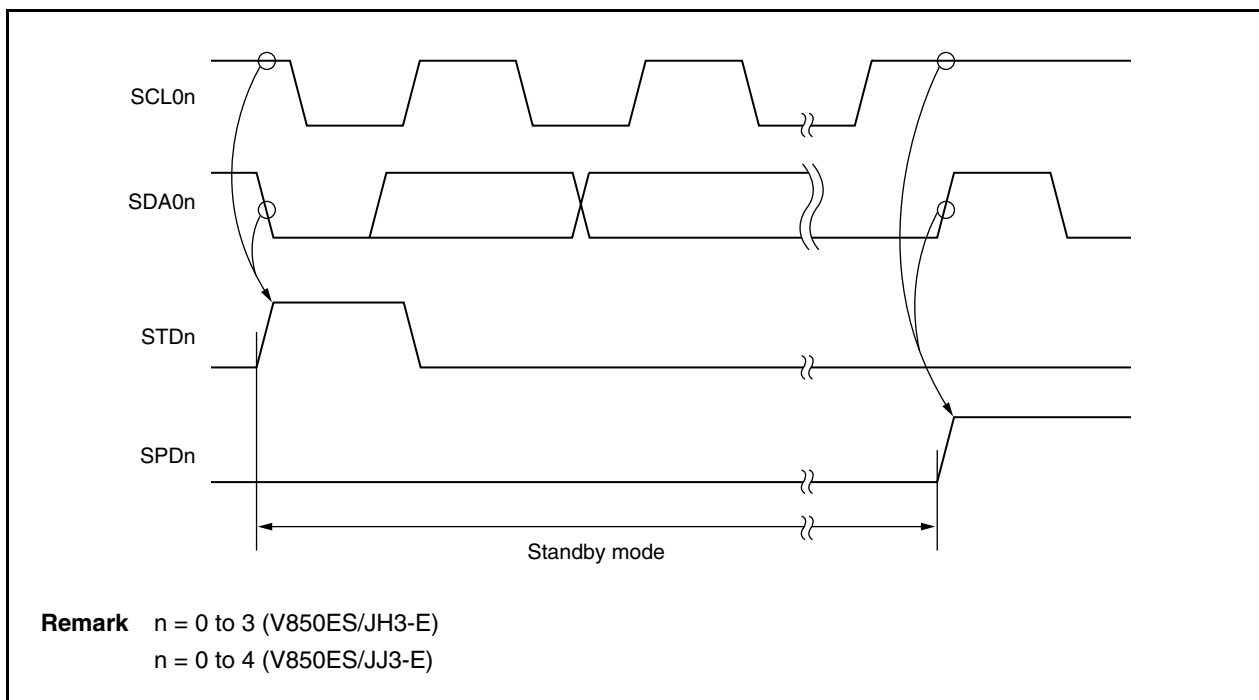 SCL0n
SDA0n
STDn
SPDn
Standby mode
Remark n = 0 to 3 (V850ES/JH3-E)
n = 0 to 4 (V850ES/JJ3-E)